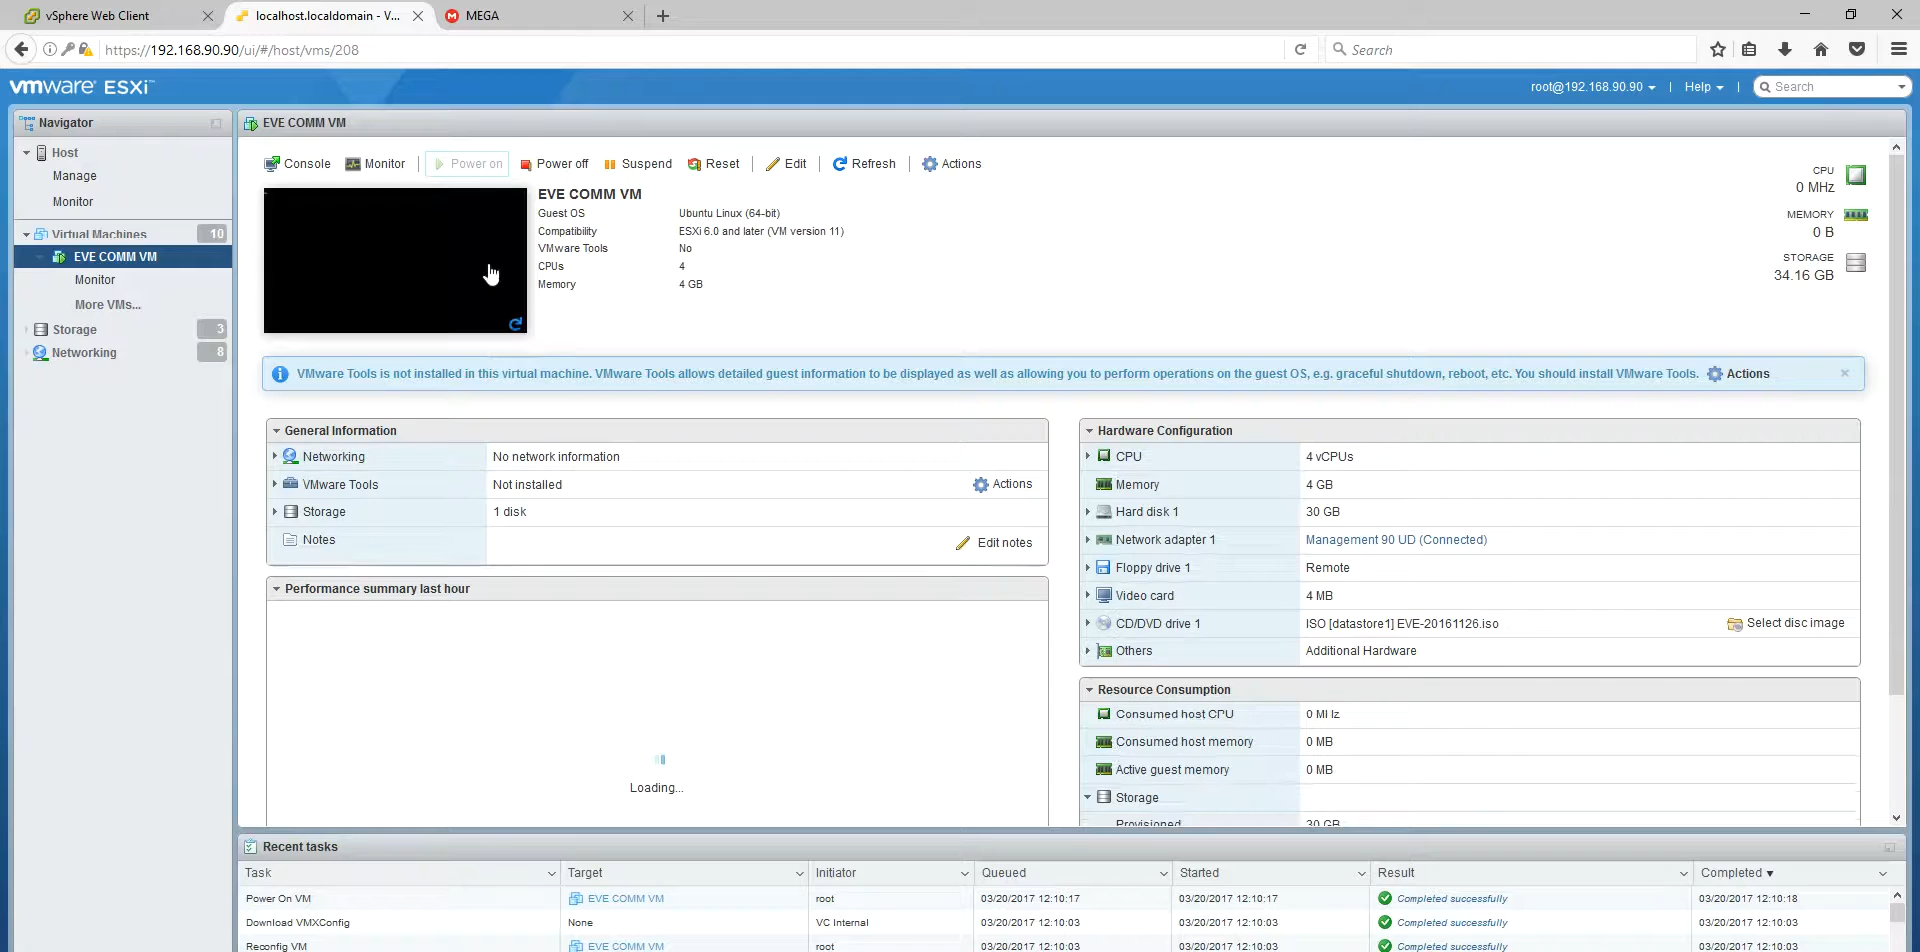 vSphere Web Client
localhost.localdomain - V...
MEGA
https://192.168.90.90/ui/#/host/vms/208
Search
vmware ESXi™
root@192.168.90.90
Help
Search
Navigator
EVE COMM VM
Host
Manage
Monitor
Virtual Machines 10
EVE COMM VM
Monitor
More VMs...
Storage 3
Networking 8
Console
Monitor
Power on
Power off
Suspend
Reset
Edit
Refresh
Actions
EVE COMM VM
Guest OS Ubuntu Linux (64-bit)
Compatibility ESXi 6.0 and later (VM version 11)
VMware Tools No
CPUs 4
Memory 4 GB
CPU
0 MHz
MEMORY
0 B
STORAGE
34.16 GB
VMware Tools is not installed in this virtual machine. VMware Tools allows detailed guest information to be displayed as well as allowing you to perform operations on the guest OS, e.g. graceful shutdown, reboot, etc. You should install VMware Tools. Actions
General Information
Networking No network information
VMware Tools Not installed Actions
Storage 1 disk
Notes Edit notes
Performance summary last hour
Loading...
Hardware Configuration
CPU 4 vCPUs
Memory 4 GB
Hard disk 1 30 GB
Network adapter 1 Management 90 UD (Connected)
Floppy drive 1 Remote
Video card 4 MB
CD/DVD drive 1 ISO [datastore1] EVE-20161126.iso Select disc image
Others Additional Hardware
Resource Consumption
Consumed host CPU 0 MHz
Consumed host memory 0 MB
Active guest memory 0 MB
Storage
Provisioned 30 GB
Recent tasks
Task Target Initiator Queued Started Result Completed
Power On VM EVE COMM VM root 03/20/2017 12:10:17 03/20/2017 12:10:17 Completed successfully 03/20/2017 12:10:18
Download VMXConfig None VC Internal 03/20/2017 12:10:03 03/20/2017 12:10:03 Completed successfully 03/20/2017 12:10:03
Reconfig VM EVE COMM VM root 03/20/2017 12:10:03 03/20/2017 12:10:03 Completed successfully 03/20/2017 12:10:03